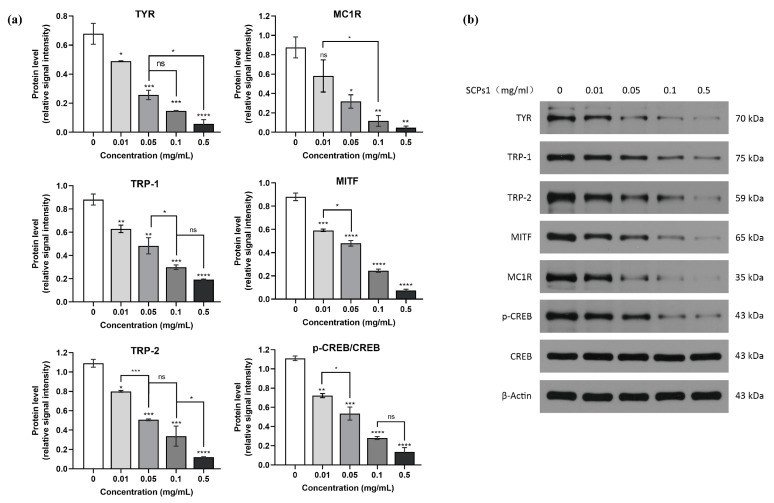 (a)
TYR
Protein level
(relative signal intensity)
0.8
0.6
0.4
0.2
0.0
*
***
***
****
ns
*
0 0.01 0.05 0.1 0.5
Concentration (mg/mL)
MC1R
Protein level
(relative signal intensity)
1.2
1.0
0.8
0.6
0.4
0.2
0.0
ns
*
**
**
*
0 0.01 0.05 0.1 0.5
Concentration (mg/mL)
TRP-1
Protein level
(relative signal intensity)
1.0
0.8
0.6
0.4
0.2
0.0
**
**
***
****
*
ns
0 0.01 0.05 0.1 0.5
Concentration (mg/mL)
MITF
Protein level
(relative signal intensity)
1.0
0.8
0.6
0.4
0.2
0.0
***
****
****
****
*
0 0.01 0.05 0.1 0.5
Concentration (mg/mL)
TRP-2
Protein level
(relative signal intensity)
1.2
1.0
0.8
0.6
0.4
0.2
0.0
*
***
***
****
***
ns
*
0 0.01 0.05 0.1 0.5
Concentration (mg/mL)
p-CREB/CREB
Protein level
(relative signal intensity)
1.2
1.0
0.8
0.6
0.4
0.2
0.0
**
***
****
****
*
ns
0 0.01 0.05 0.1 0.5
Concentration (mg/mL)
(b)
SCPs1（mg/ml） 0 0.01 0.05 0.1 0.5
TYR 70 kDa
TRP-1 75 kDa
TRP-2 59 kDa
MITF 65 kDa
MC1R 35 kDa
p-CREB 43 kDa
CREB 43 kDa
β-Actin 43 kDa